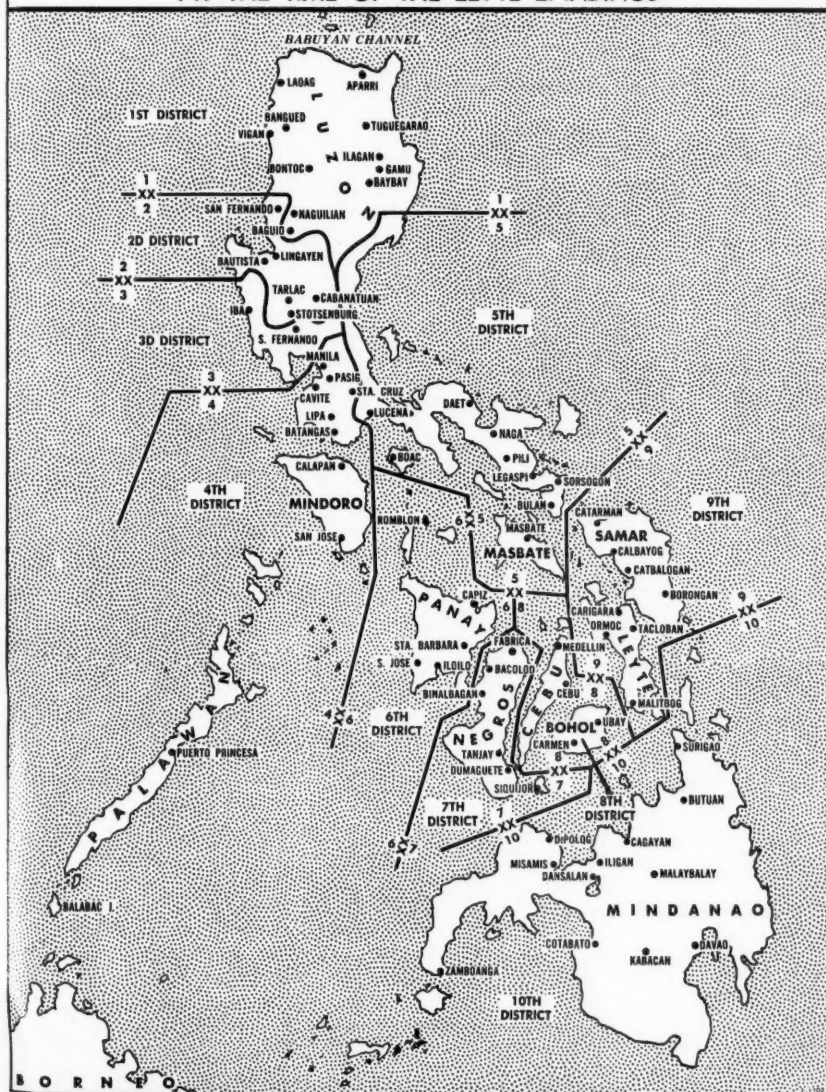 BABUYAN CHANNEL
LAOAG
APARRI
LUZON
1ST DISTRICT
BANGUED
VIGAN
TUGUEGARAO
ILAGAN
BONTOC
GAMU
BAYBAY
1
XX
2
SAN FERNANDO
NAGUILIAN
1
XX
5
BAGUIO
2D DISTRICT
LINGAYEN
BAUTISTA
2
XX
3
TARLAC
CABANATUAN
IBA
STOTSENBURG
5TH
DISTRICT
3D DISTRICT
S. FERNANDO
MANILA
3
XX
4
PASIG
CAVITE
STA. CRUZ
DAET
LIPA
LUCENA
BATANGAS
NAGA
5
XX
9
BOAC
PILI
CALAPAN
LEGASPI
SORSOGON
4TH
DISTRICT
MINDORO
9TH
DISTRICT
BULAN
CATARMAN
ROMBLON
6 XX 5
MASBATE
SAMAR
SAN JOSE
MASBATE
CALBAYOG
CATBALOGAN
5
XX
6 8
BORONGAN
9
XX
10
CAPIZ
CARIGARA
PANAY
ORMOC
TACLOBAN
FABRICA
MEDELLIN
LEYTE
STA. BARBARA
S. JOSE
ILOILO
BACOLOD
9
XX
8
CEBU
CEBU
BINALBAGAN
MALITBOG
4 XX 6
6TH
DISTRICT
NEGROS
BOHOL
UBAY
PALAWAN
PUERTO PRINCESA
TANJAY
CARMEN
8
XX
10
SURIGAO
DUMAGUETE
8
XX
7
SIQUIJOR
7TH
DISTRICT
8TH
DISTRICT
BUTUAN
7
XX
10
6 XX 7
DIPOLOG
CAGAYAN
MISAMIS
ILIGAN
DANSALAN
MALAYBALAY
BALABAC I.
MINDANAO
COTABATO
DAVAO
KABACAN
ZAMBOANGA
10TH
DISTRICT
BORNEO